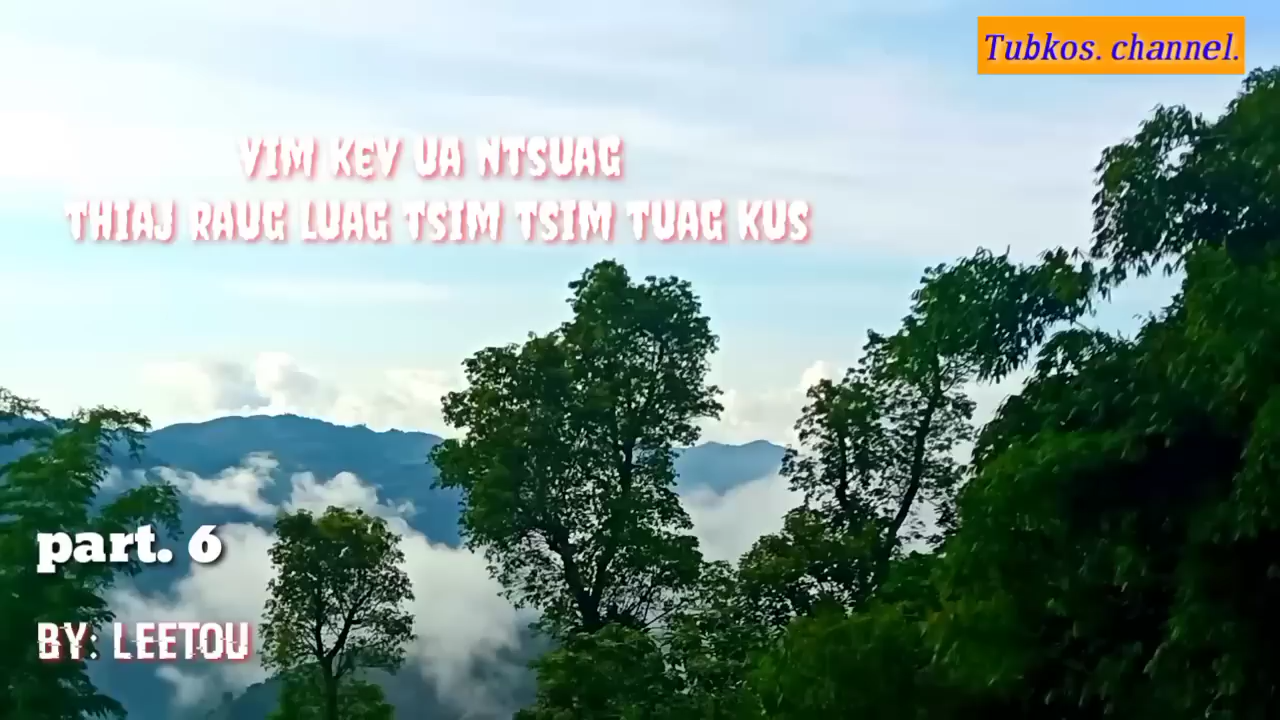 Tubkos. channel.
VIM KEV UA NTSUAG
THIAJ RAUG LUAG TSIM TSIM TUAG KUS
part. 6
BY: LEETOU